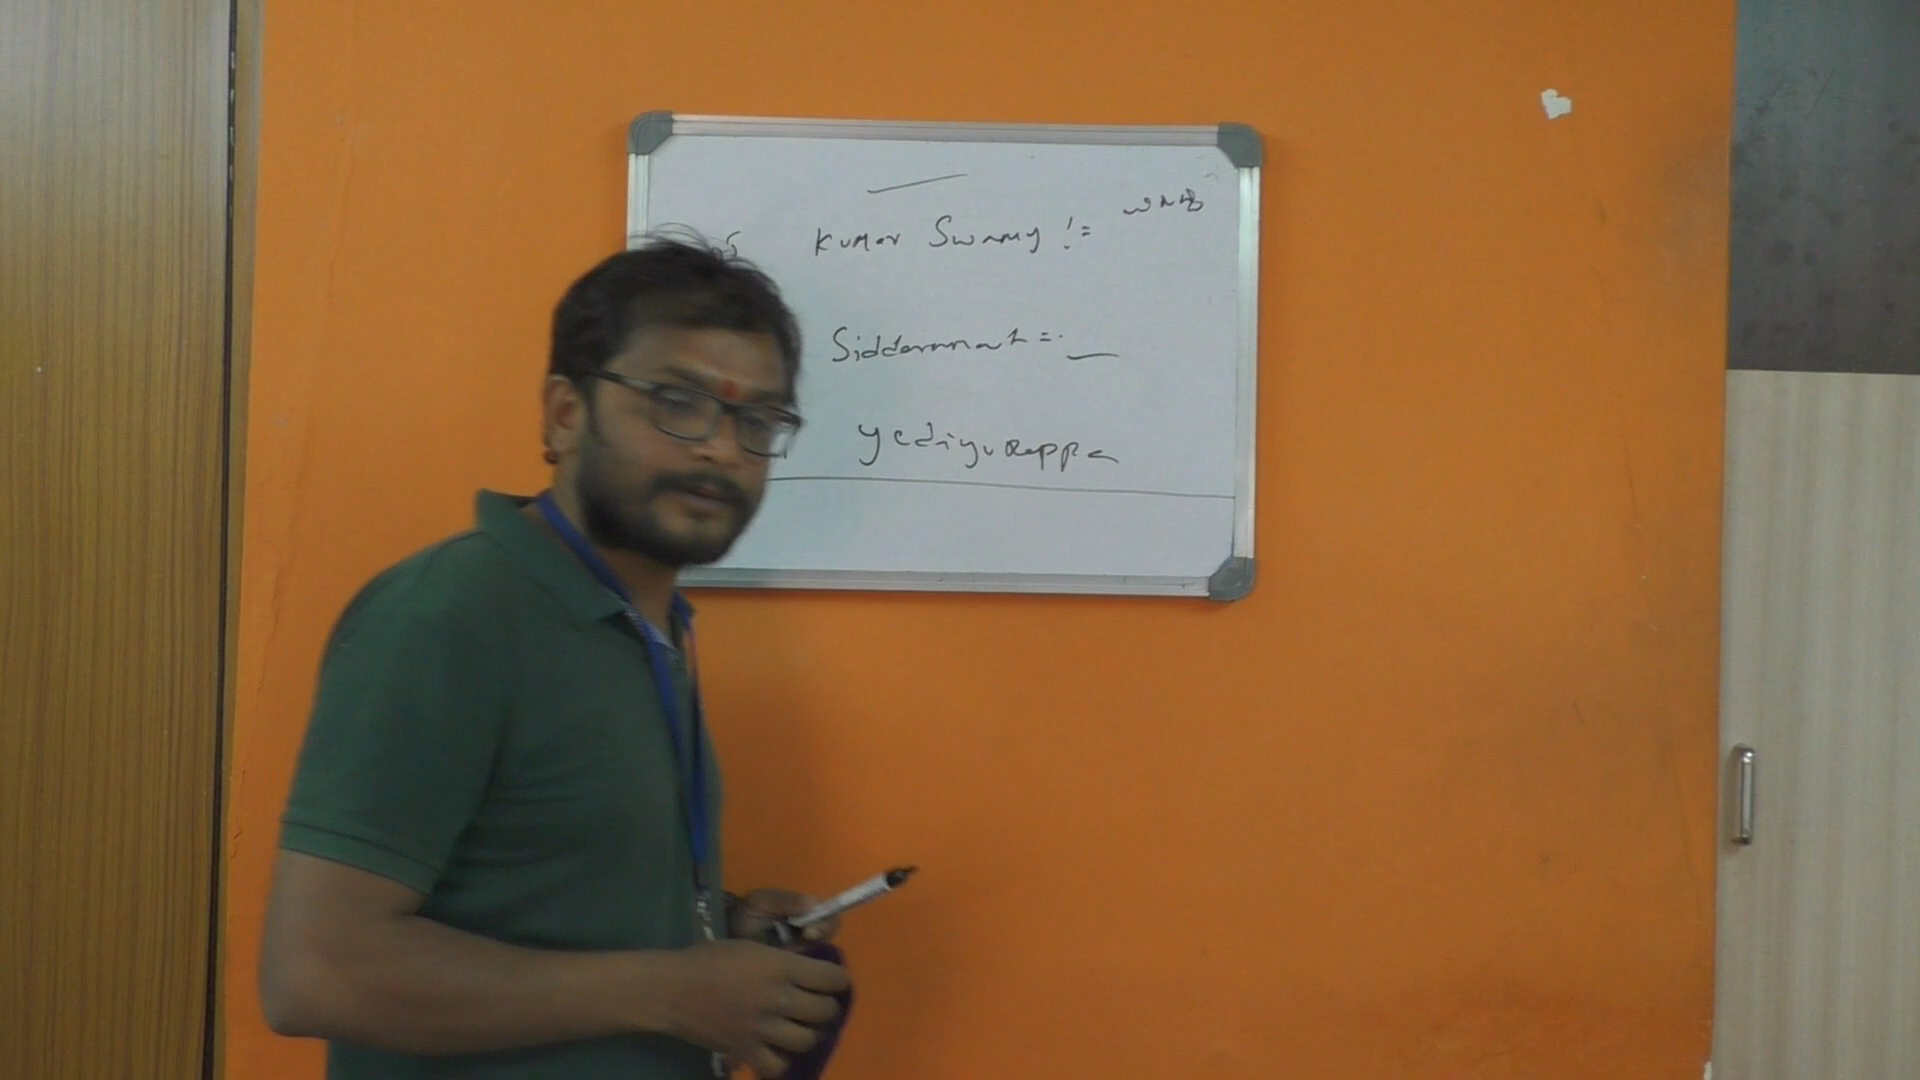 Kumar Swamy !=
Siddaramah =
yediyurappa